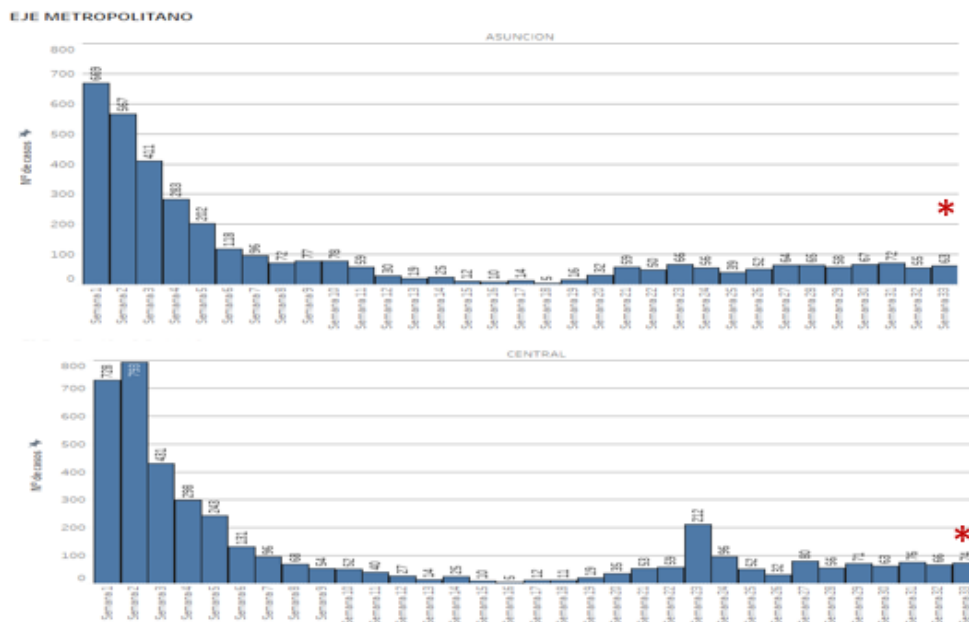 EJE METROPOLITANO
ASUNCION
800
700
600
500
400
300
200
100
0
Nº de casos
669
567
411
283
202
118
96
72
77
78
59
30
19
25
12
10
14
5
16
32
59
50
66
56
39
52
64
65
58
67
72
55
63
*
Semana 1
Semana 2
Semana 3
Semana 4
Semana 5
Semana 6
Semana 7
Semana 8
Semana 9
Semana 10
Semana 11
Semana 12
Semana 13
Semana 14
Semana 15
Semana 16
Semana 17
Semana 18
Semana 19
Semana 20
Semana 21
Semana 22
Semana 23
Semana 24
Semana 25
Semana 26
Semana 27
Semana 28
Semana 29
Semana 30
Semana 31
Semana 32
Semana 33
CENTRAL
800
700
600
500
400
300
200
100
0
Nº de casos
729
793
431
298
243
131
96
68
54
52
40
27
14
25
10
5
12
11
19
35
53
59
212
96
52
32
80
56
71
63
76
66
74
*
Semana 1
Semana 2
Semana 3
Semana 4
Semana 5
Semana 6
Semana 7
Semana 8
Semana 9
Semana 10
Semana 11
Semana 12
Semana 13
Semana 14
Semana 15
Semana 16
Semana 17
Semana 18
Semana 19
Semana 20
Semana 21
Semana 22
Semana 23
Semana 24
Semana 25
Semana 26
Semana 27
Semana 28
Semana 29
Semana 30
Semana 31
Semana 32
Semana 33